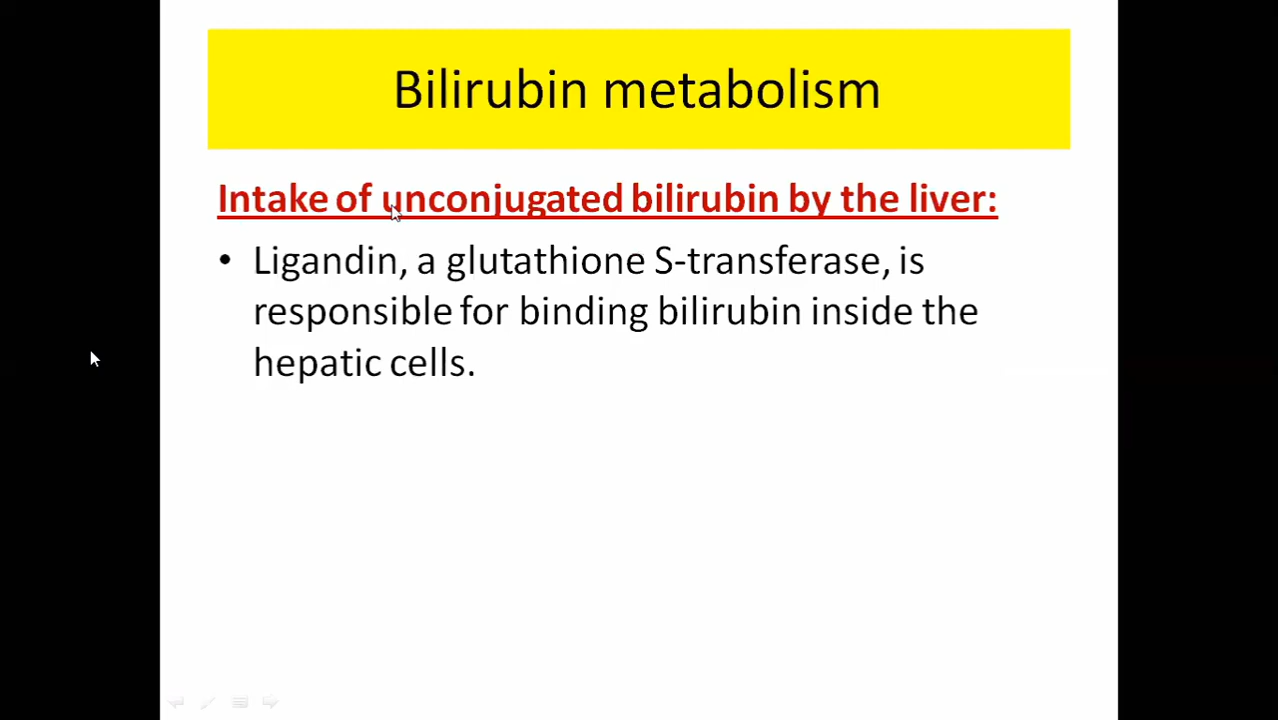 Bilirubin metabolism
Intake of unconjugated bilirubin by the liver:
• Ligandin, a glutathione S-transferase, is
responsible for binding bilirubin inside the
hepatic cells.